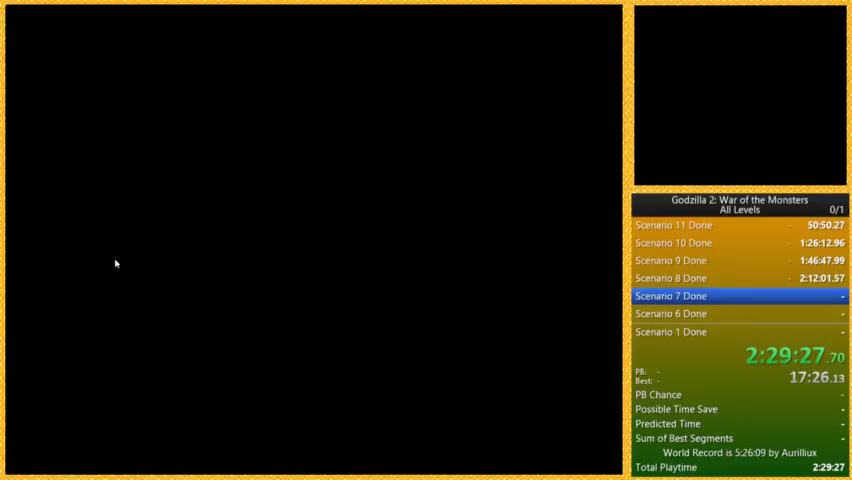 Godzilla 2: War of the Monsters
All Levels 0/1
Scenario 11 Done - 50:50.27
Scenario 10 Done - 1:26:12.96
Scenario 9 Done - 1:46:47.99
Scenario 8 Done - 2:12:01.57
Scenario 7 Done -
Scenario 6 Done -
Scenario 1 Done -
2:29:27.70
PB: -
Best: - 17:26.13
PB Chance -
Possible Time Save -
Predicted Time -
Sum of Best Segments -
World Record is 5:26:09 by Aurilliux
Total Playtime 2:29:27